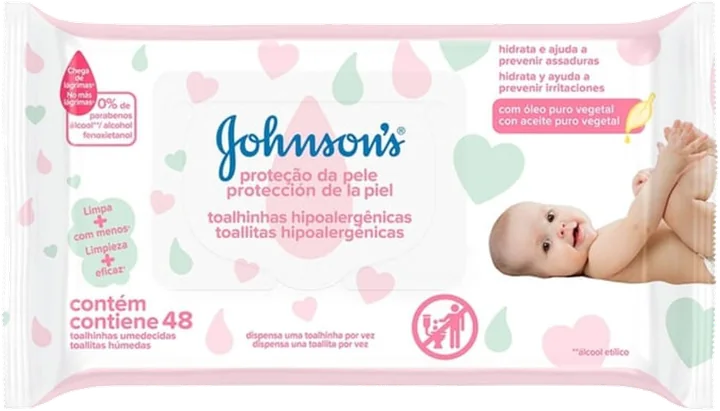 Chega
de
lágrimas*
No más
lágrimas*
0% de
parabenos
álcool**/ alcohol
fenoxietanol
Johnson's®
proteção da pele
protección de la piel
toalhinhas hipoalergênicas
toallitas hipoalergénicas
hidrata e ajuda a
prevenir assaduras
hidrata y ayuda a
prevenir irritaciones
com óleo puro vegetal
con aceite puro vegetal
Limpa
+
com menos¹
Limpieza
+
eficaz¹
contém
contiene 48
toalhinhas umedecidas
toallitas húmedas
dispensa uma toalhinha por vez
dispensa una toallita por vez
**álcool etílico